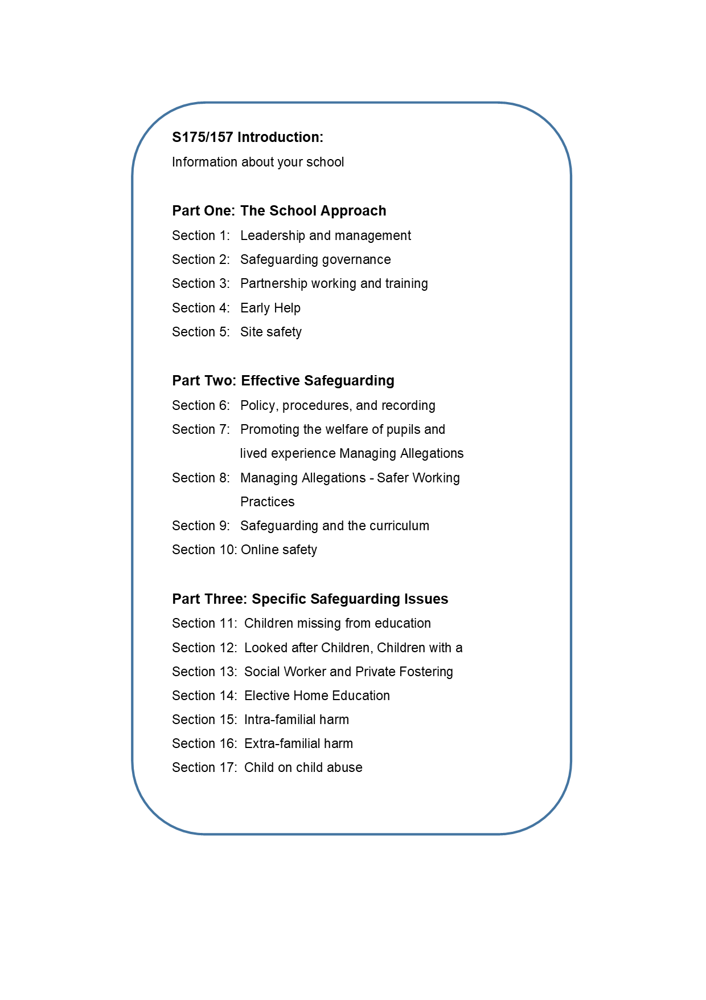 S175/157 Introduction:
Information about your school
Part One: The School Approach
Section 1: Leadership and management
Section 2: Safeguarding governance
Section 3: Partnership working and training
Section 4: Early Help
Section 5: Site safety
Part Two: Effective Safeguarding
Section 6: Policy, procedures, and recording
Section 7: Promoting the welfare of pupils and
lived experience Managing Allegations
Section 8: Managing Allegations - Safer Working
Practices
Section 9: Safeguarding and the curriculum
Section 10: Online safety
Part Three: Specific Safeguarding Issues
Section 11: Children missing from education
Section 12: Looked after Children, Children with a
Section 13: Social Worker and Private Fostering
Section 14: Elective Home Education
Section 15: Intra-familial harm
Section 16: Extra-familial harm
Section 17: Child on child abuse